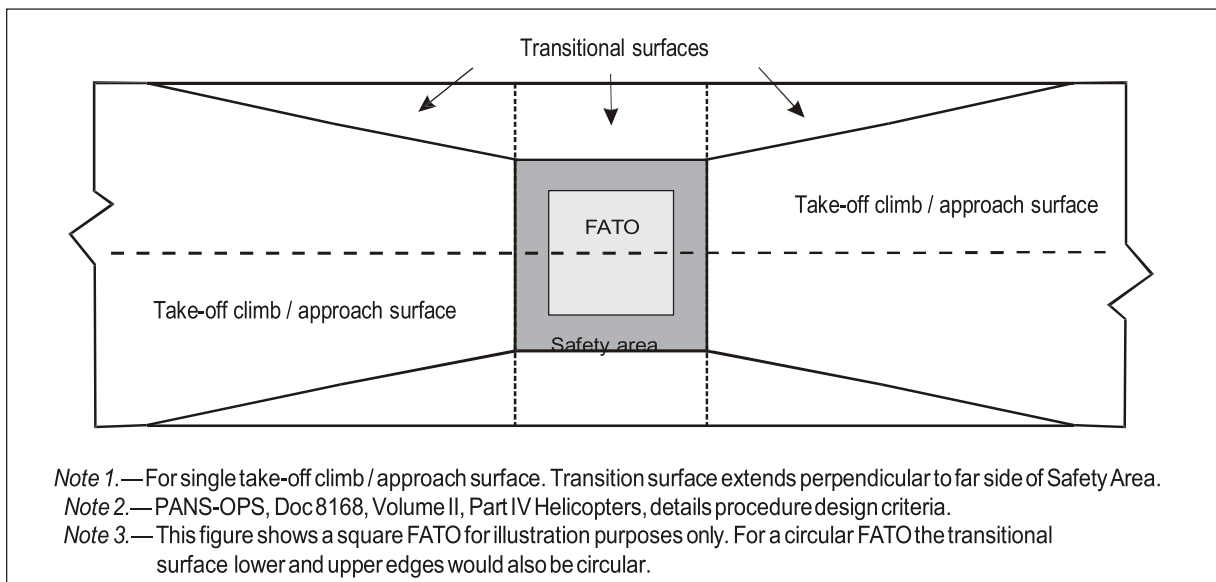 Transitional surfaces
Take-off climb / approach surface
FATO
Take-off climb / approach surface
Safety area
Note 1.— For single take-off climb / approach surface. Transition surface extends perpendicular to far side of Safety Area.
Note 2.— PANS-OPS, Doc 8168, Volume II, Part IV Helicopters, details procedure design criteria.
Note 3.— This figure shows a square FATO for illustration purposes only. For a circular FATO the transitional
surface lower and upper edges would also be circular.